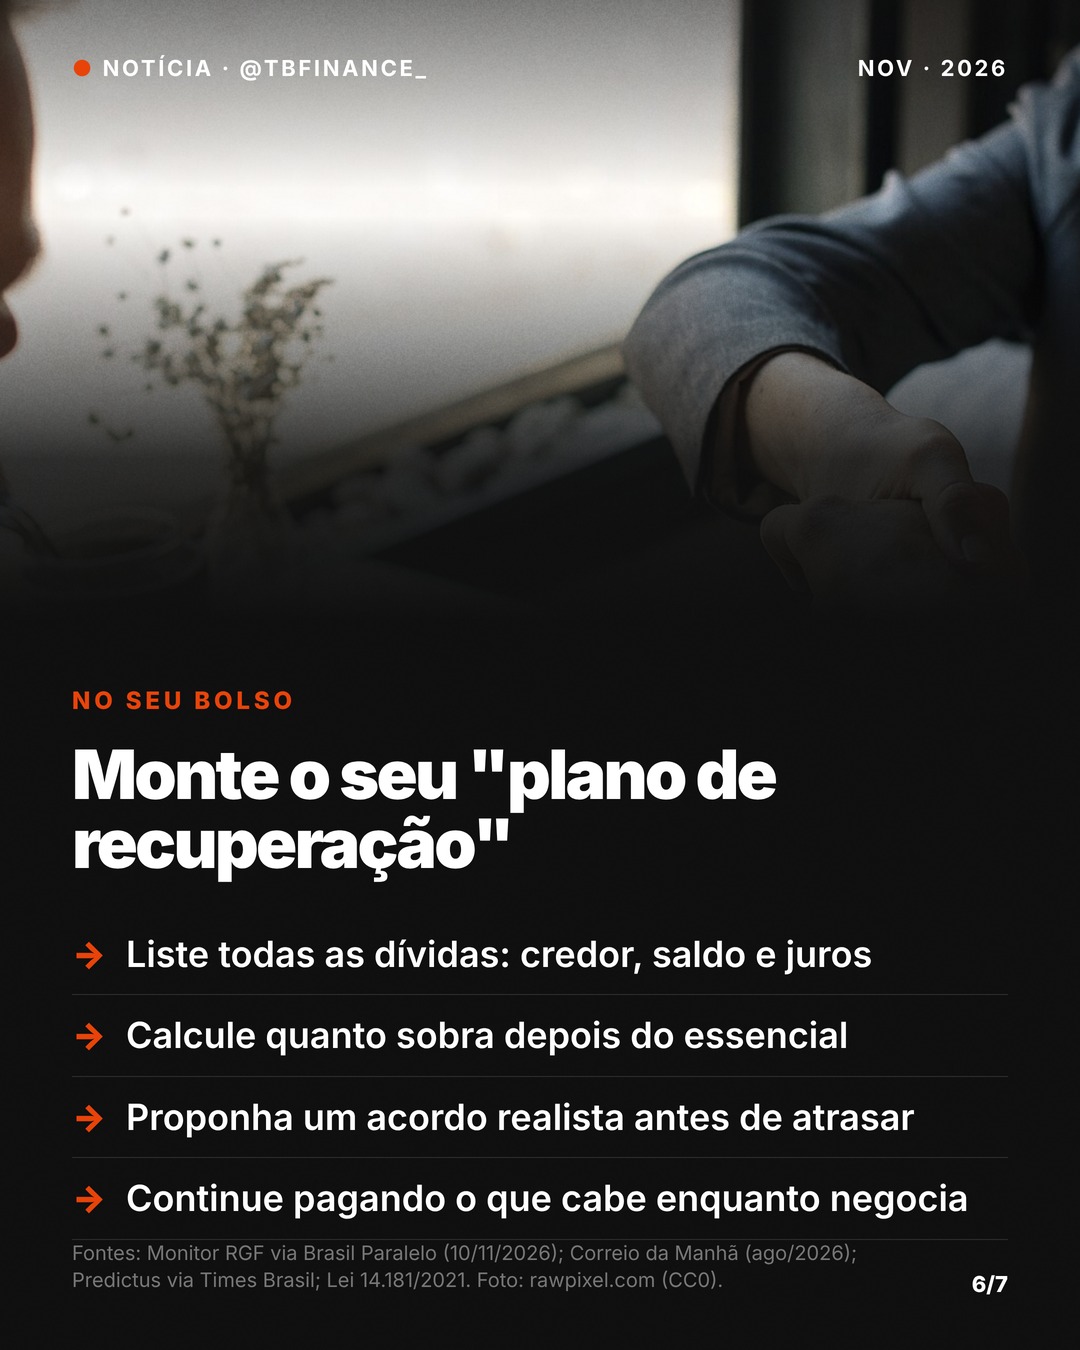 NOTÍCIA · @TBFINANCE_
NOV · 2026
NO SEU BOLSO
Monte o seu "plano de
recuperação"
→ Liste todas as dívidas: credor, saldo e juros
→ Calcule quanto sobra depois do essencial
→ Proponha um acordo realista antes de atrasar
→ Continue pagando o que cabe enquanto negocia
Fontes: Monitor RGF via Brasil Paralelo (10/11/2026); Correio da Manhã (ago/2026);
Predictus via Times Brasil; Lei 14.181/2021. Foto: rawpixel.com (CC0).
6/7